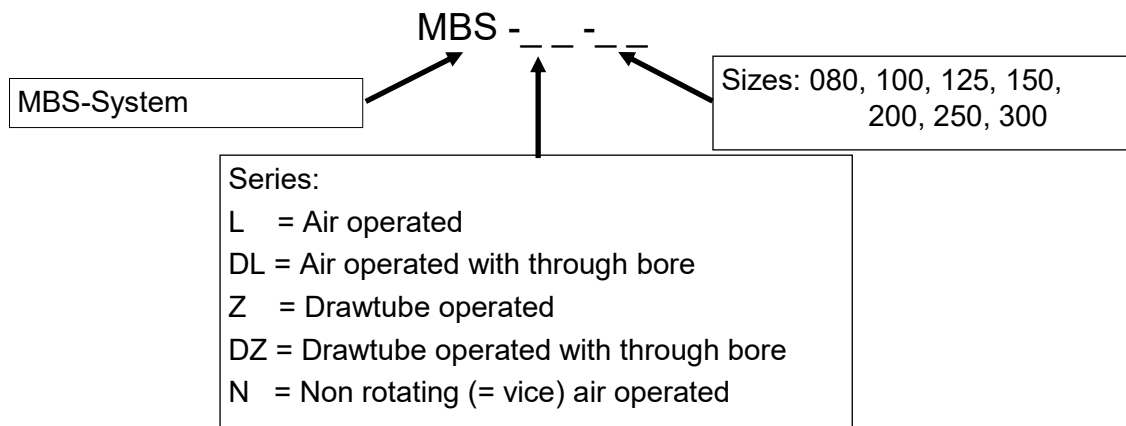 MBS -_ _ -_ _
MBS-System
Sizes: 080, 100, 125, 150,
200, 250, 300
Series:
L = Air operated
DL = Air operated with through bore
Z = Drawtube operated
DZ = Drawtube operated with through bore
N = Non rotating (= vice) air operated